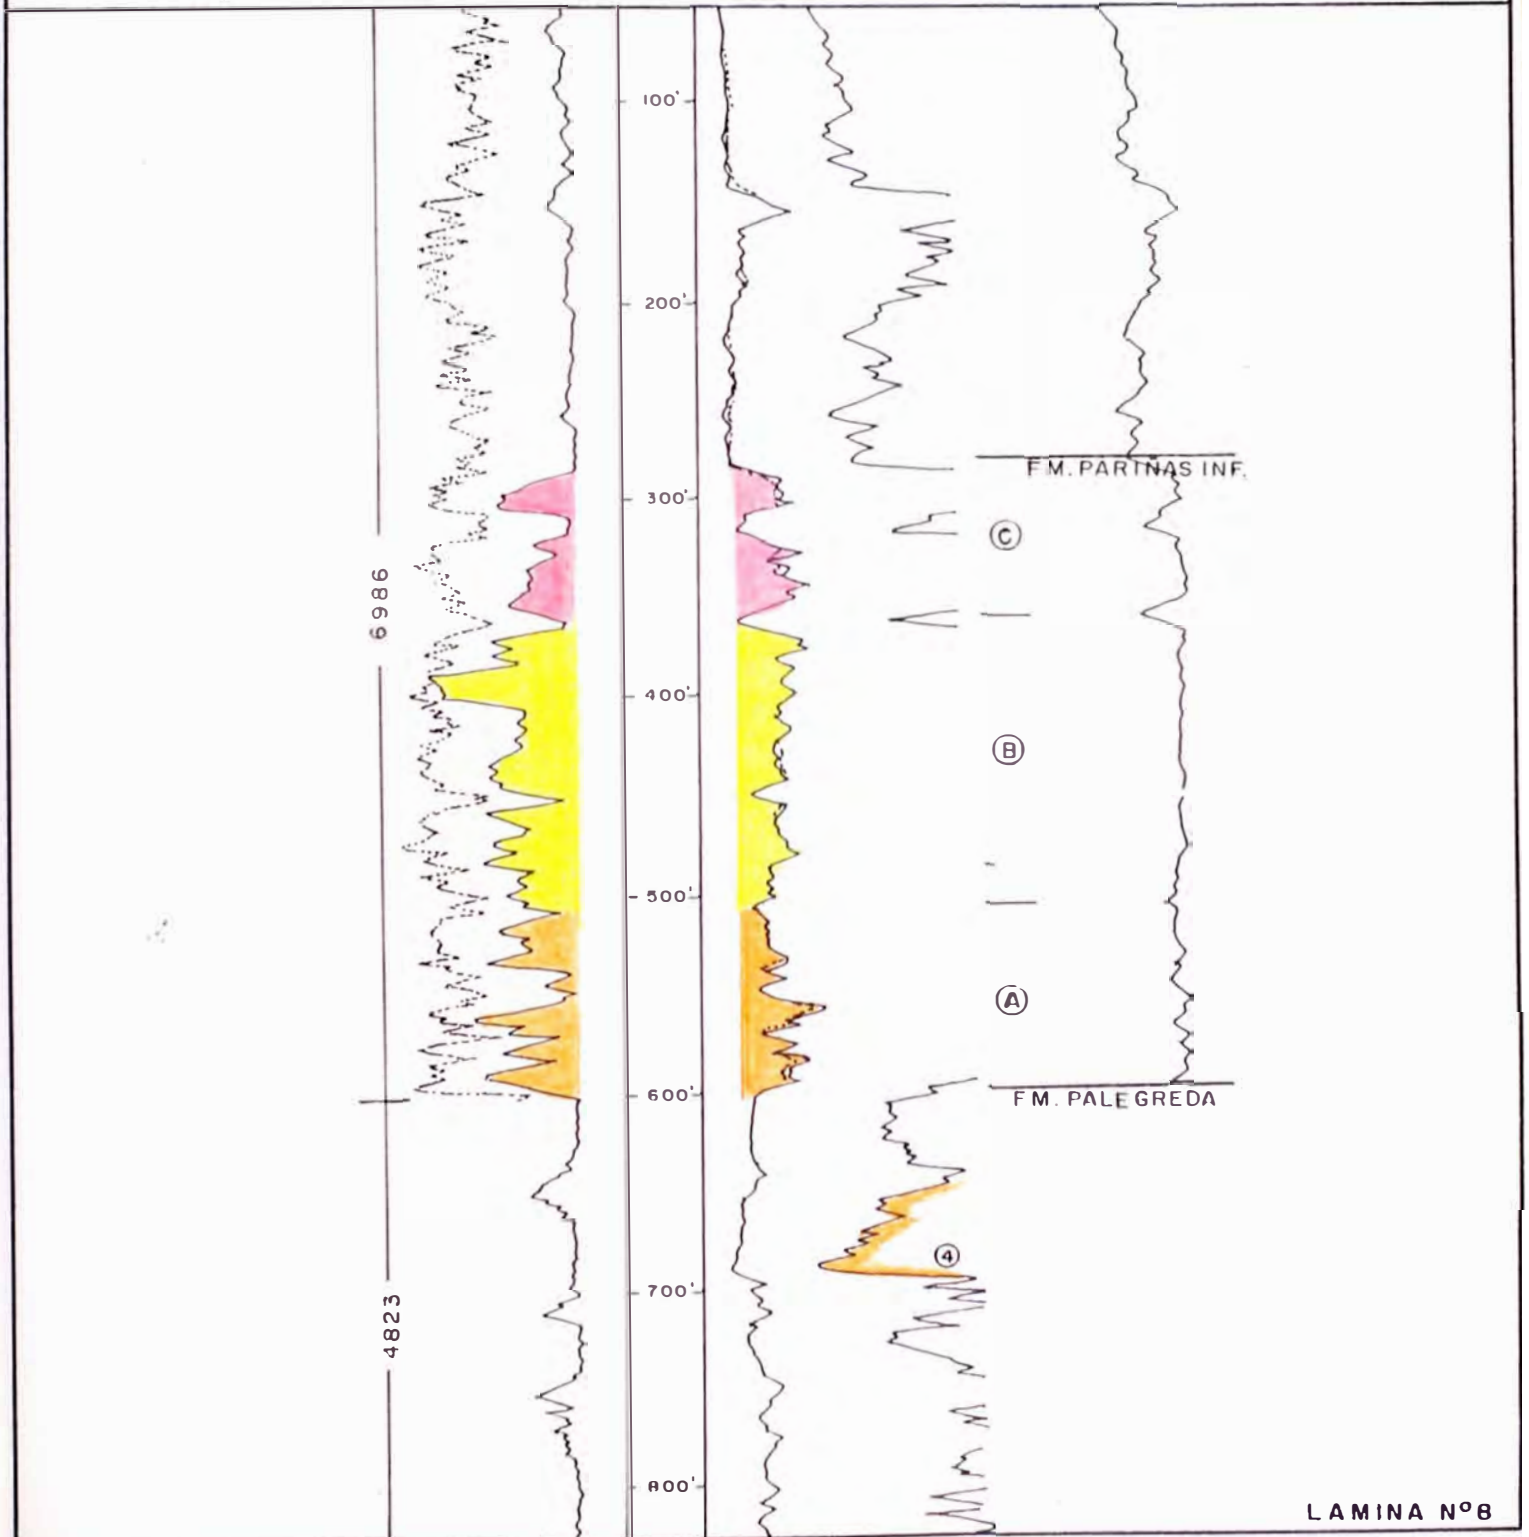 100'
200'
FM. PARIÑAS INF.
300'
C
6986
400'
B
500'
A
600'
FM. PALEGREDA
4
700'
4823
800'
LAMINA Nº8